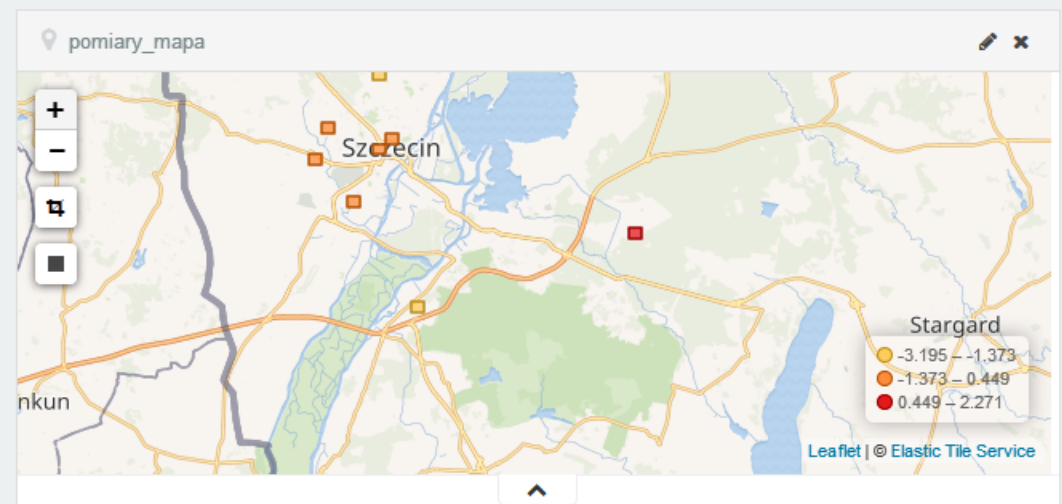 pomiary_mapa
+
−
Szczecin
Stargard
-3.195 – -1.373
-1.373 – 0.449
0.449 – 2.271
nkun
Leaflet | © Elastic Tile Service